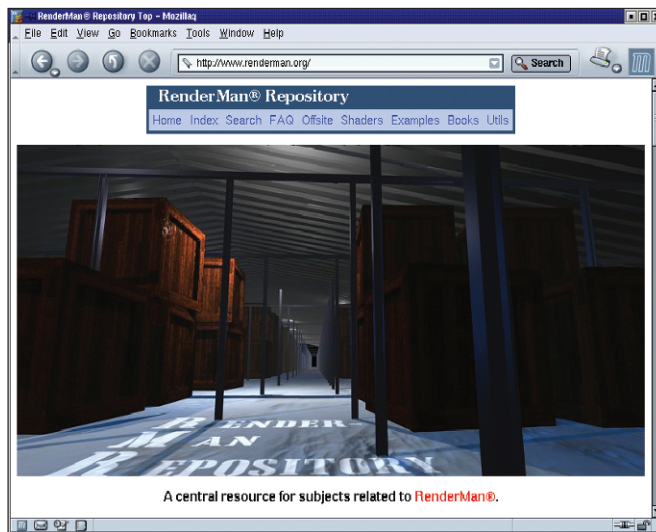 RenderMan® Repository Top - Mozillaq
File Edit View Go Bookmarks Tools Window Help
http://www.renderman.org/ Search
RenderMan® Repository
Home Index Search FAQ Offsite Shaders Examples Books Utils
RENDER-
MAN
REPOSITORY
A central resource for subjects related to RenderMan®.